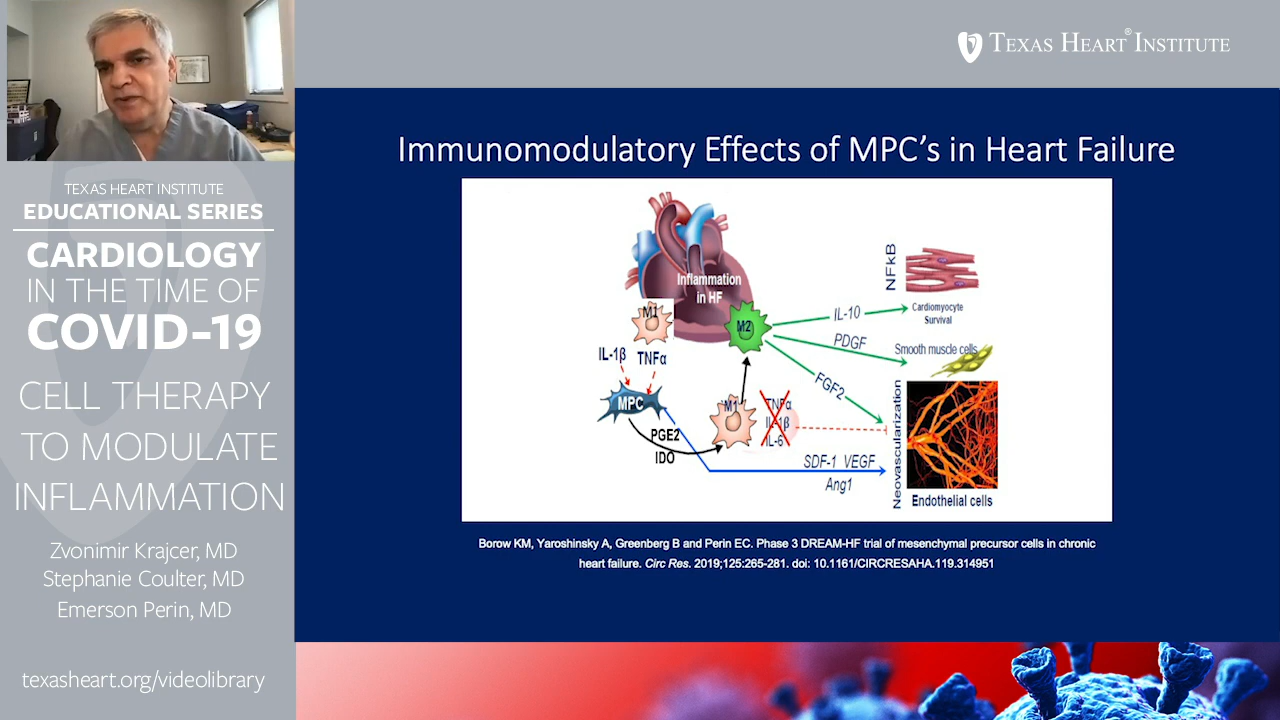 TEXAS HEART® INSTITUTE
TEXAS HEART INSTITUTE
EDUCATIONAL SERIES
CARDIOLOGY
IN THE TIME OF
COVID-19
CELL THERAPY
TO MODULATE
INFLAMMATION
Zvonimir Krajcer, MD
Stephanie Coulter, MD
Emerson Perin, MD
texasheart.org/videolibrary
Immunomodulatory Effects of MPC's in Heart Failure
Inflammation
in HF
M1
M2
IL-1β TNFα
MPC
PGE2
IDO
M1
TNFα
IL-1β
IL-6
IL-10
PDGF
FGF2
SDF-1 VEGF
Ang1
NFkB
Cardiomyocyte
Survival
Smooth muscle cells
Neovascularization
Endothelial cells
Borow KM, Yaroshinsky A, Greenberg B and Perin EC. Phase 3 DREAM-HF trial of mesenchymal precursor cells in chronic
heart failure. Circ Res. 2019;125:265-281. doi: 10.1161/CIRCRESAHA.119.314951